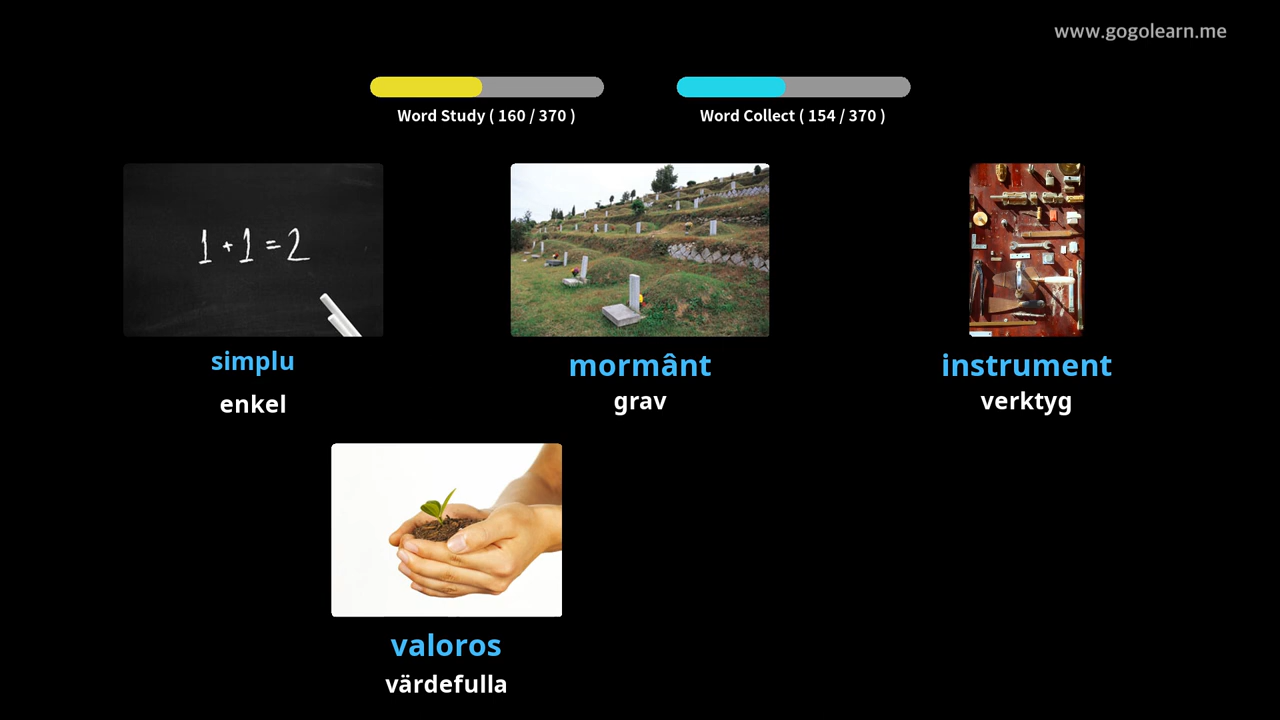 www.gogolearn.me
Word Study ( 160 / 370 )
Word Collect ( 154 / 370 )
1 + 1 = 2
simplu
enkel
mormânt
grav
instrument
verktyg
valoros
värdefulla